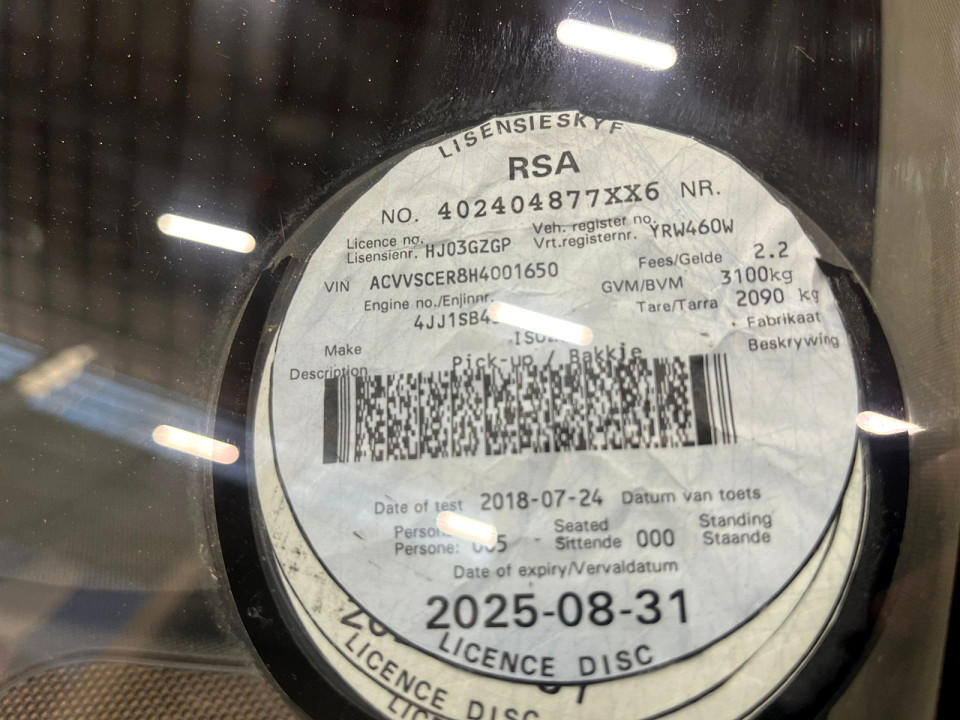 LISENSIESKYF
RSA
NO. 402404877XX6 NR.
Licence no. Veh. register no.
Lisensienr. HJ03GZGP Vrt.registernr. YRW460W
VIN ACVVSCER8H4001650 Fees/Gelde 2.2
Engine no./Enjinnr. GVM/BVM 3100kg
4JJ1SB4 Tare/Tarra 2090 kg
Make Fabrikaat
Description Pick-up / Bakkie Beskrywing
Date of test 2018-07-24 Datum van toets
Seated Standing
Persone: Sittende 000 Staande
Date of expiry/Vervaldatum
2025-08-31
LICENCE DISC
LICENCE DISC